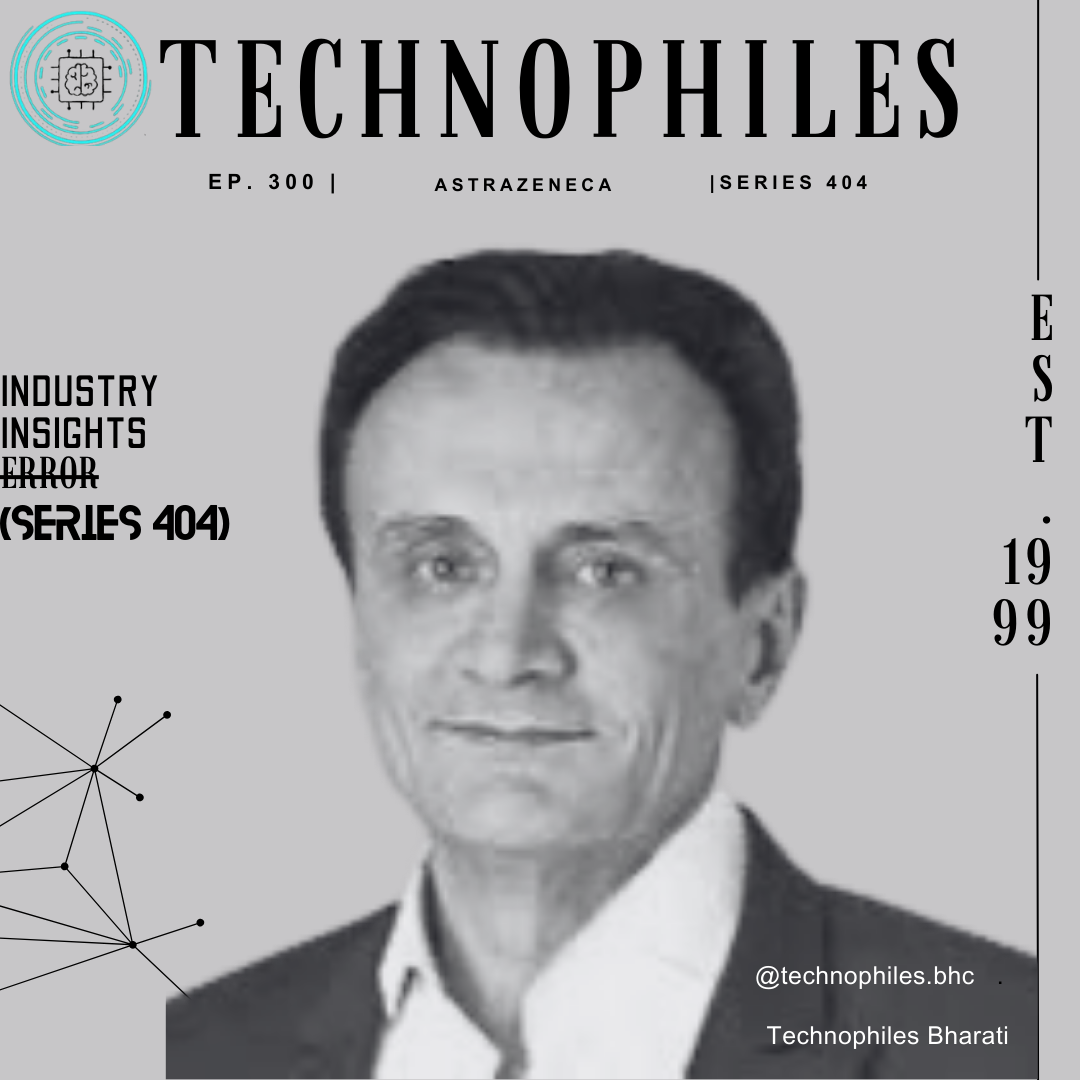 TECHNOPHILES
EP. 300 | ASTRAZENECA |SERIES 404
INDUSTRY
INSIGHTS
ERROR
(SERIES 404)
E
S
T
.
19
99
@technophiles.bhc .
Technophiles Bharati